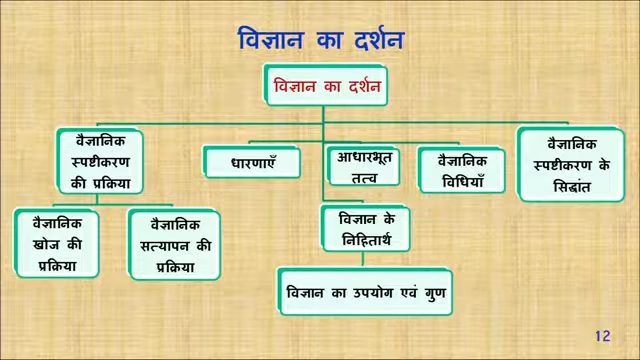 विज्ञान का दर्शन
विज्ञान का दर्शन
वैज्ञानिक
स्पष्टीकरण
की प्रक्रिया
धारणाएँ
आधारभूत
तत्व
वैज्ञानिक
विधियाँ
वैज्ञानिक
स्पष्टीकरण के
सिद्धांत
वैज्ञानिक
खोज की
प्रक्रिया
वैज्ञानिक
सत्यापन की
प्रक्रिया
विज्ञान के
निहितार्थ
विज्ञान का उपयोग एवं गुण
12